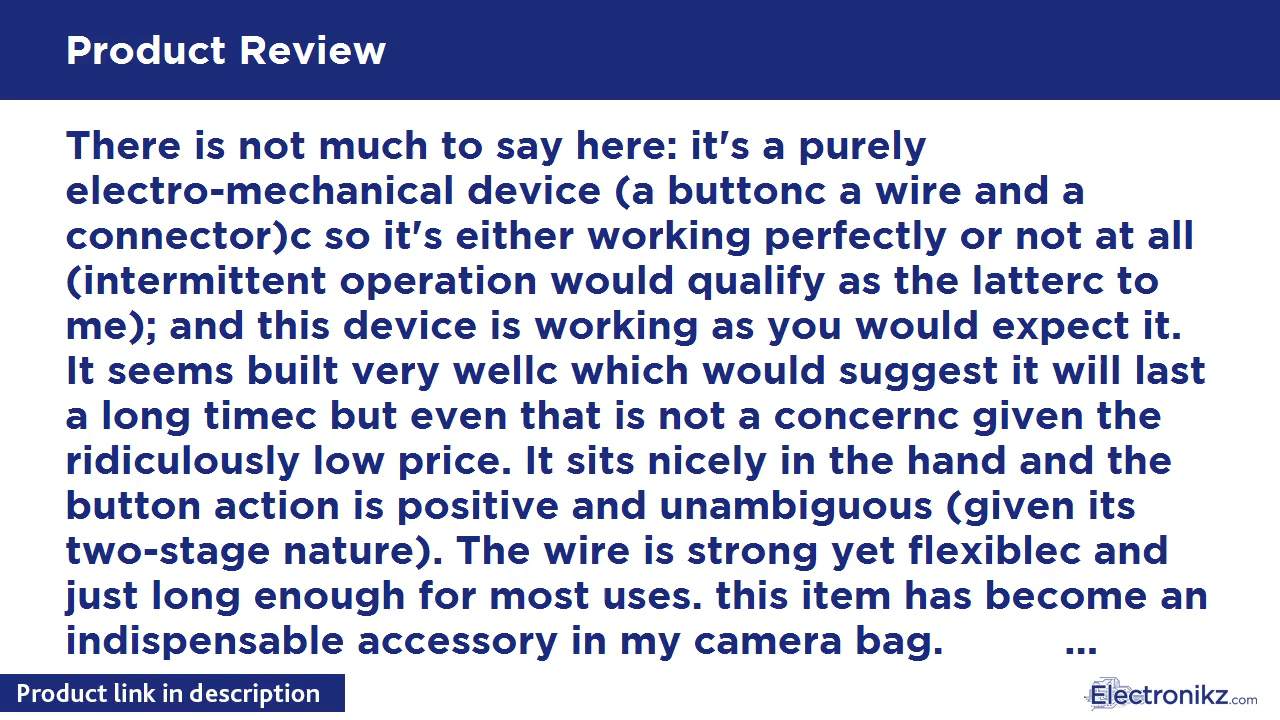 Product Review
There is not much to say here: it's a purely
electro-mechanical device (a buttonc a wire and a
connector)c so it's either working perfectly or not at all
(intermittent operation would qualify as the latterc to
me); and this device is working as you would expect it.
It seems built very wellc which would suggest it will last
a long timec but even that is not a concernc given the
ridiculously low price. It sits nicely in the hand and the
button action is positive and unambiguous (given its
two-stage nature). The wire is strong yet flexiblec and
just long enough for most uses. this item has become an
indispensable accessory in my camera bag. ...
Product link in description
Electronikz.com